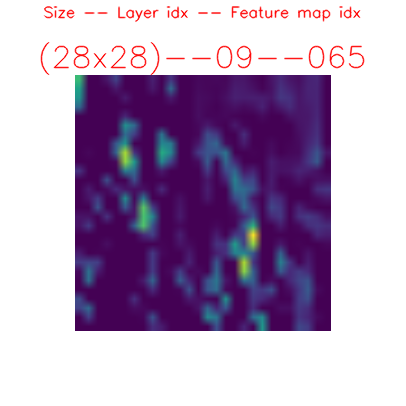 Size -- Layer idx -- Feature map idx
(28x28)--09--065